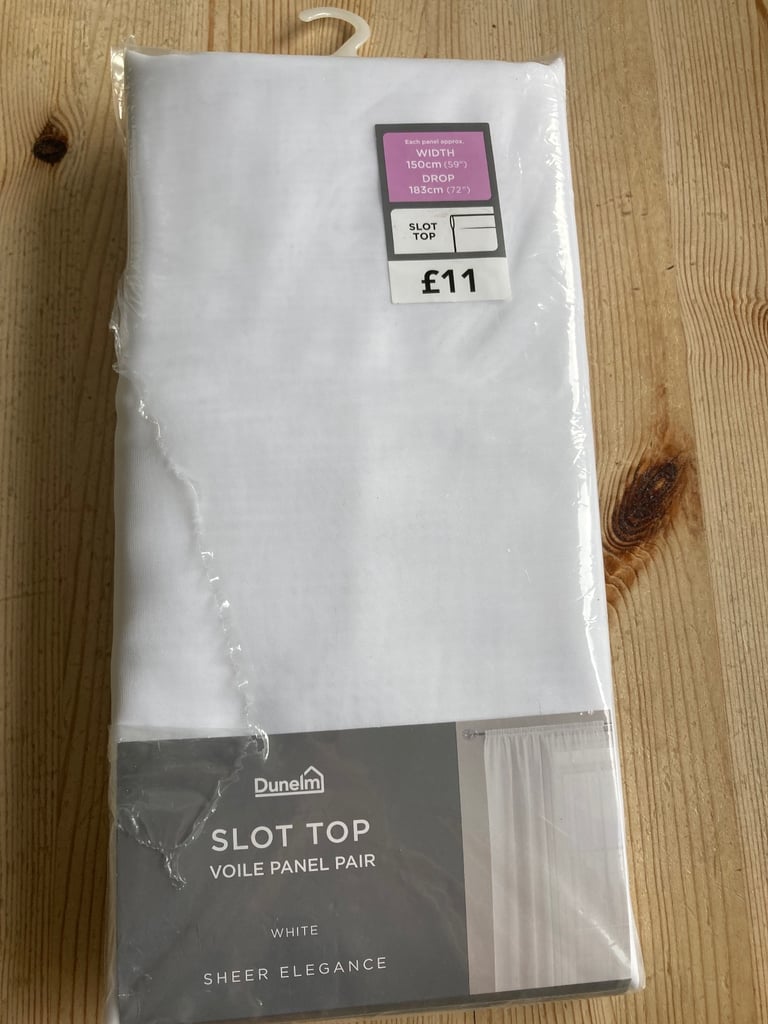 Each panel approx.
WIDTH
150cm (59")
DROP
183cm (72")
SLOT
TOP
£11
Dunelm
SLOT TOP
VOILE PANEL PAIR
WHITE
SHEER ELEGANCE